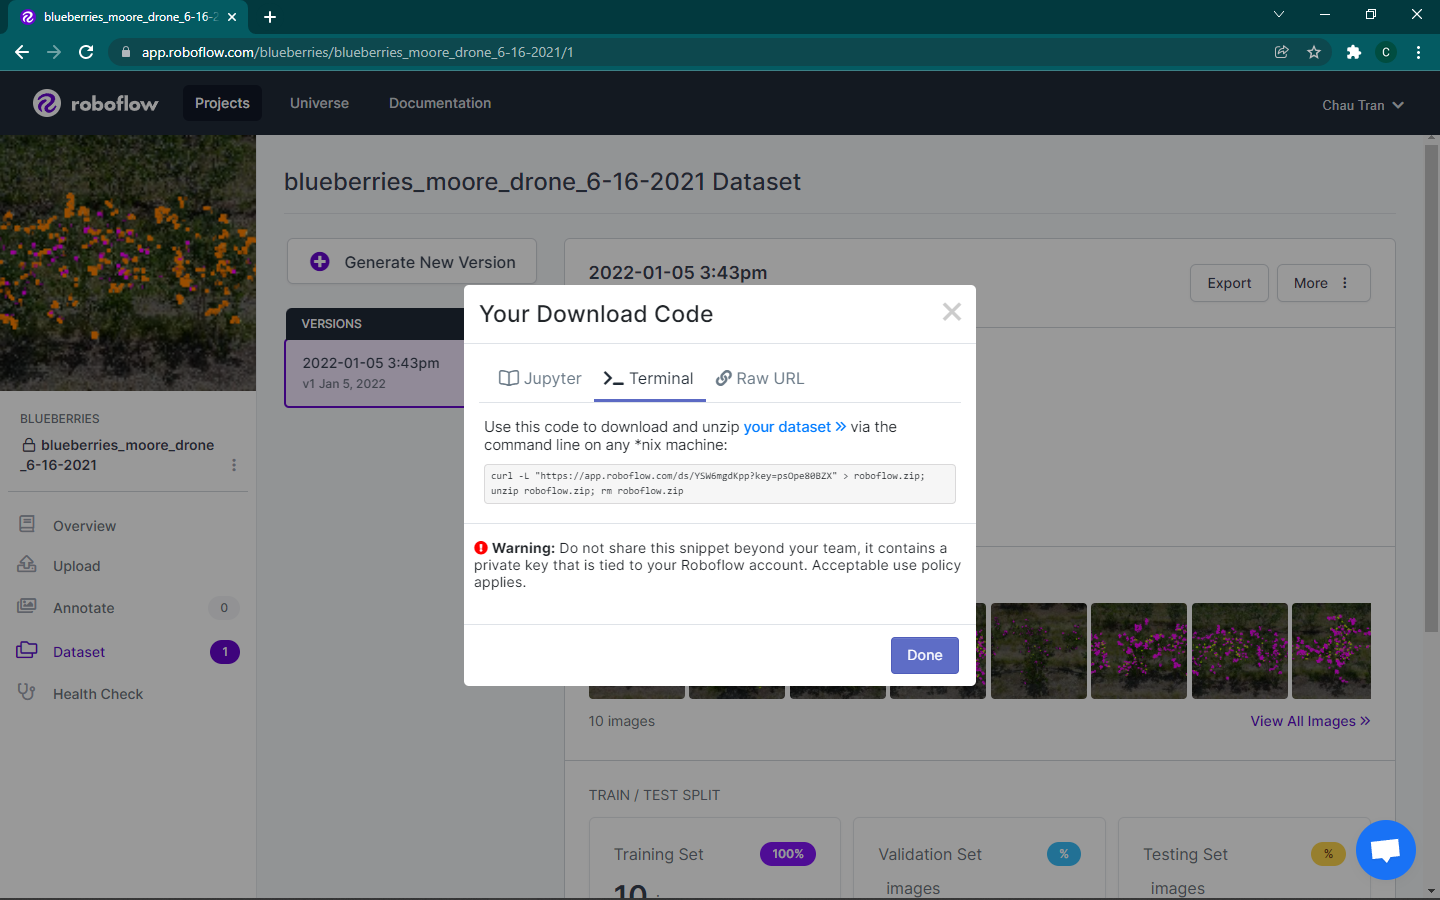 blueberries_moore_drone_6-16-2
app.roboflow.com/blueberries/blueberries_moore_drone_6-16-2021/1
C
roboflow
Projects
Universe
Documentation
Chau Tran
blueberries_moore_drone_6-16-2021 Dataset
Generate New Version
2022-01-05 3:43pm
Export
More
VERSIONS
2022-01-05 3:43pm
v1 Jan 5, 2022
BLUEBERRIES
blueberries_moore_drone
_6-16-2021
Overview
Upload
Annotate
0
Dataset
1
Health Check
Your Download Code
Jupyter
Terminal
Raw URL
Use this code to download and unzip your dataset » via the
command line on any *nix machine:
curl -L "https://app.roboflow.com/ds/YSW6mgdKpp?key=psOpe80BZX" > roboflow.zip;
unzip roboflow.zip; rm roboflow.zip
Warning: Do not share this snippet beyond your team, it contains a
private key that is tied to your Roboflow account. Acceptable use policy
applies.
Done
10 images
View All Images »
TRAIN / TEST SPLIT
Training Set
100%
10
Validation Set
%
images
Testing Set
%
images